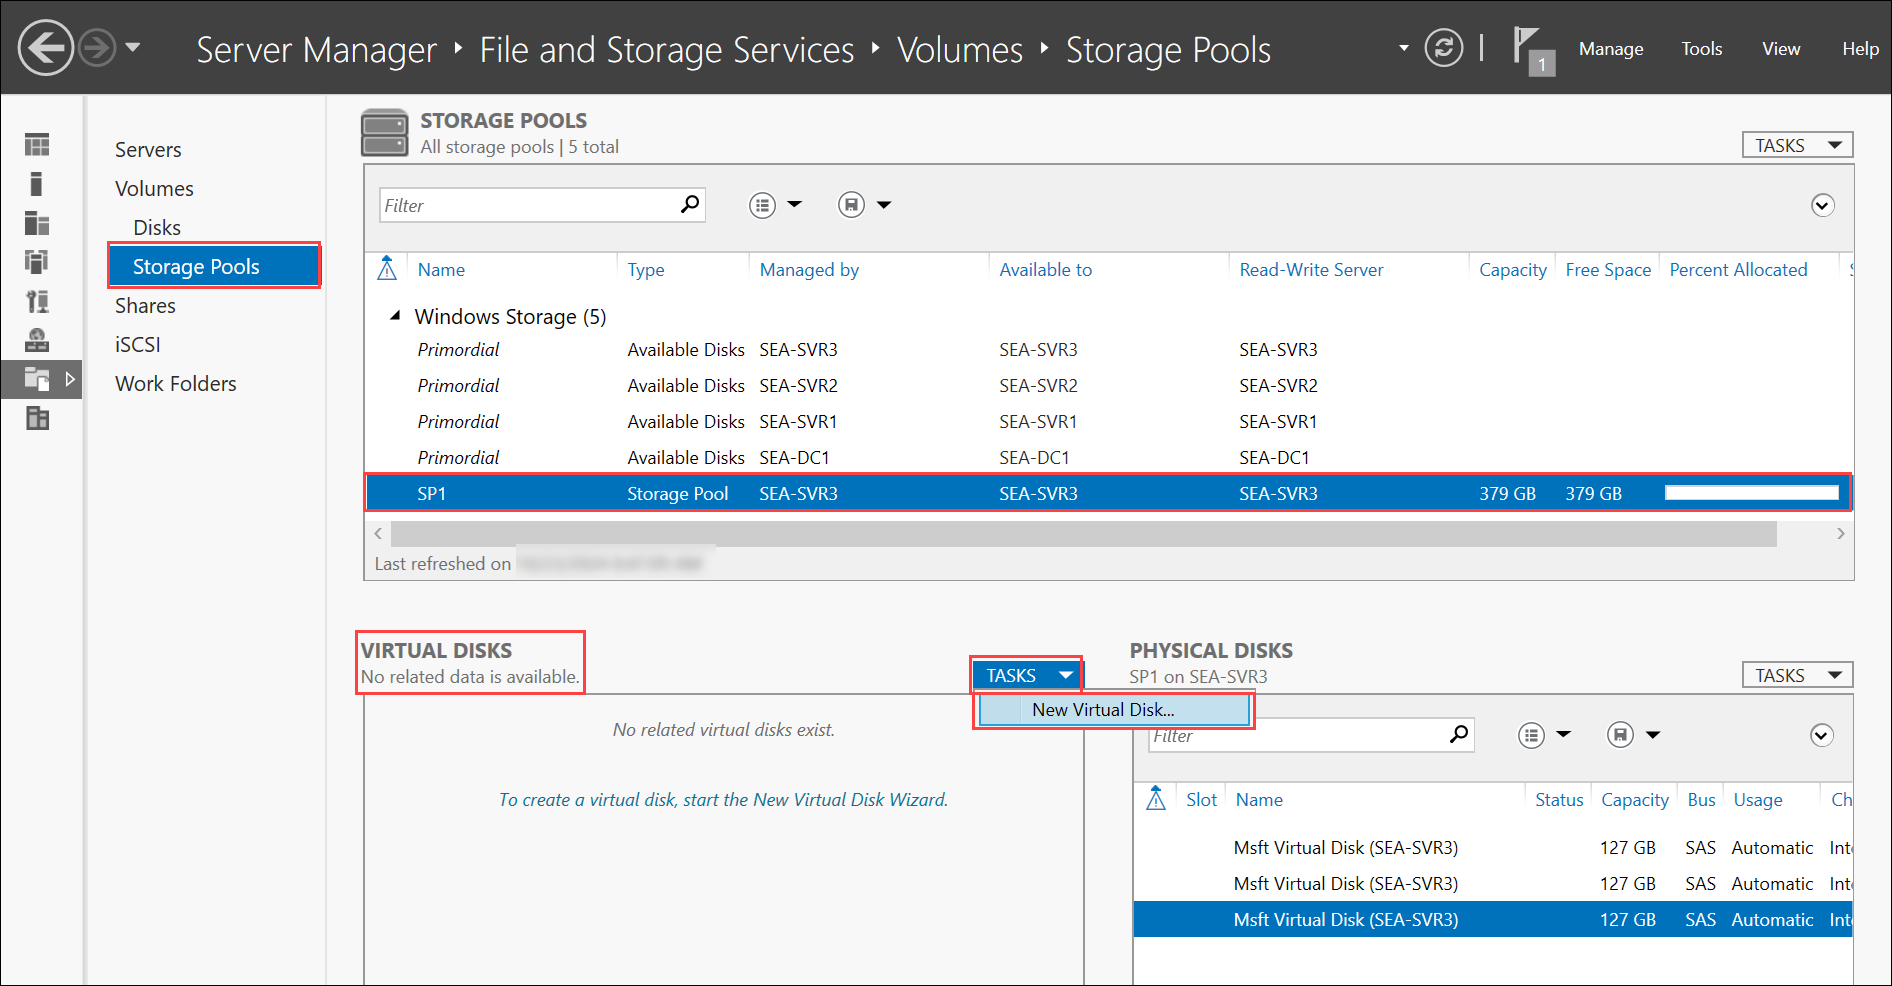 Server Manager ‣ File and Storage Services ‣ Volumes ‣ Storage Pools
1 Manage Tools View Help
Servers
Volumes
Disks
Storage Pools
Shares
iSCSI
Work Folders
STORAGE POOLS
All storage pools | 5 total
TASKS
Filter
Name Type Managed by Available to Read-Write Server Capacity Free Space Percent Allocated
Windows Storage (5)
Primordial Available Disks SEA-SVR3 SEA-SVR3 SEA-SVR3
Primordial Available Disks SEA-SVR2 SEA-SVR2 SEA-SVR2
Primordial Available Disks SEA-SVR1 SEA-SVR1 SEA-SVR1
Primordial Available Disks SEA-DC1 SEA-DC1 SEA-DC1
SP1 Storage Pool SEA-SVR3 SEA-SVR3 SEA-SVR3 379 GB 379 GB
Last refreshed on
VIRTUAL DISKS
No related data is available.
TASKS
New Virtual Disk...
No related virtual disks exist.
To create a virtual disk, start the New Virtual Disk Wizard.
PHYSICAL DISKS
SP1 on SEA-SVR3
TASKS
Filter
Slot Name Status Capacity Bus Usage Ch
Msft Virtual Disk (SEA-SVR3) 127 GB SAS Automatic Int
Msft Virtual Disk (SEA-SVR3) 127 GB SAS Automatic Int
Msft Virtual Disk (SEA-SVR3) 127 GB SAS Automatic Int